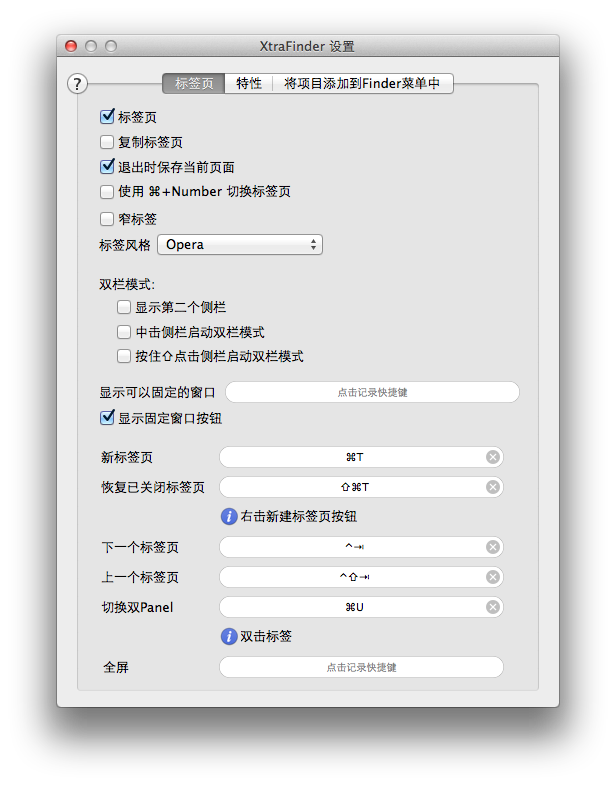 XtraFinder 设置
?
标签页 特性 将项目添加到Finder菜单中
标签页
复制标签页
退出时保存当前页面
使用 ⌘+Number 切换标签页
窄标签
标签风格 Opera
双栏模式:
显示第二个侧栏
中击侧栏启动双栏模式
按住⇧点击侧栏启动双栏模式
显示可以固定的窗口 点击记录快捷键
显示固定窗口按钮
新标签页 ⌘T
恢复已关闭标签页 ⇧⌘T
右击新建标签页按钮
下一个标签页 ^⇥
上一个标签页 ^⇧⇥
切换双Panel ⌘U
双击标签
全屏 点击记录快捷键